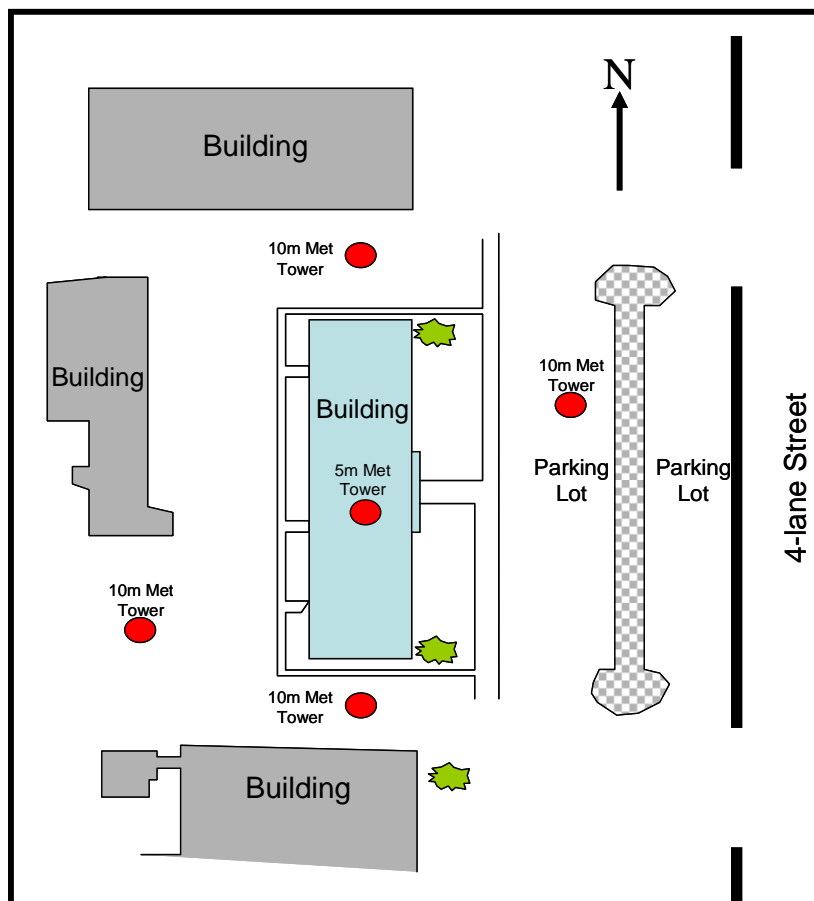 N
Building
10m Met
Tower
Building
10m Met
Tower
Building
5m Met
Tower
Parking
Lot
Parking
Lot
4-lane Street
10m Met
Tower
10m Met
Tower
Building